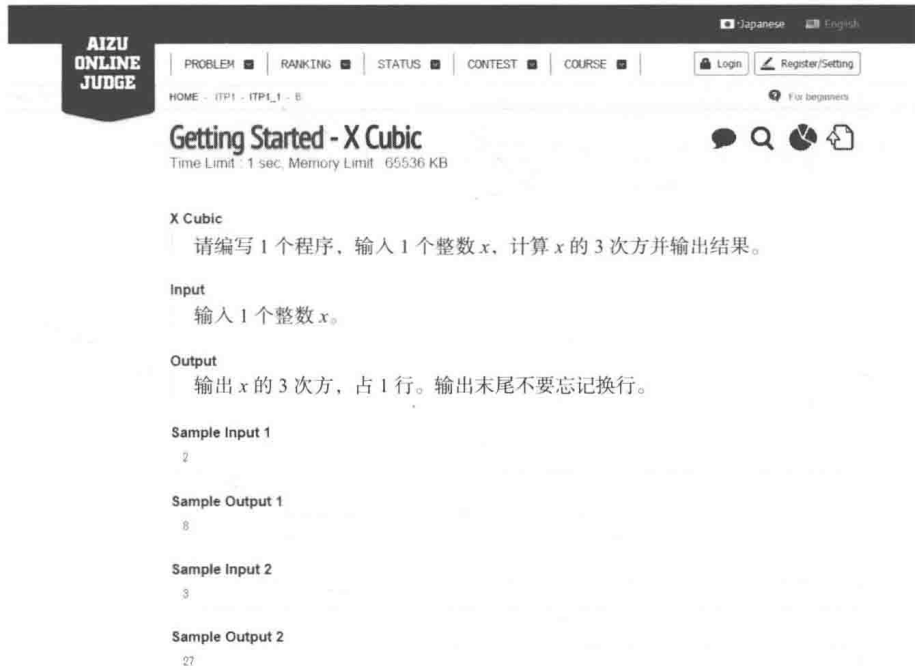 Japanese English
AIZU
ONLINE
JUDGE
PROBLEM RANKING STATUS CONTEST COURSE Login Register/Setting
HOME - ITP1 - ITP1_1 - B For beginners
Getting Started - X Cubic
Time Limit : 1 sec, Memory Limit : 65536 KB
X Cubic
请编写 1 个程序，输入 1 个整数 x，计算 x 的 3 次方并输出结果。
Input
输入 1 个整数 x。
Output
输出 x 的 3 次方，占 1 行。输出末尾不要忘记换行。
Sample Input 1
2
Sample Output 1
8
Sample Input 2
3
Sample Output 2
27